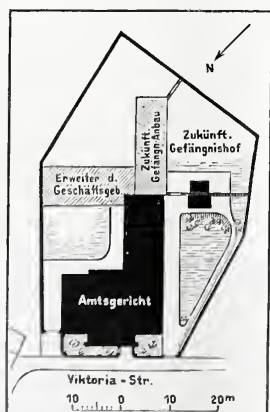 N
Zukünft.
Gefängn-Anbau
Zukünft.
Gefängnishof
Erweiter d.
Geschäftsgeb.
Amtsgericht
Viktoria - Str.
10 0 10 20m